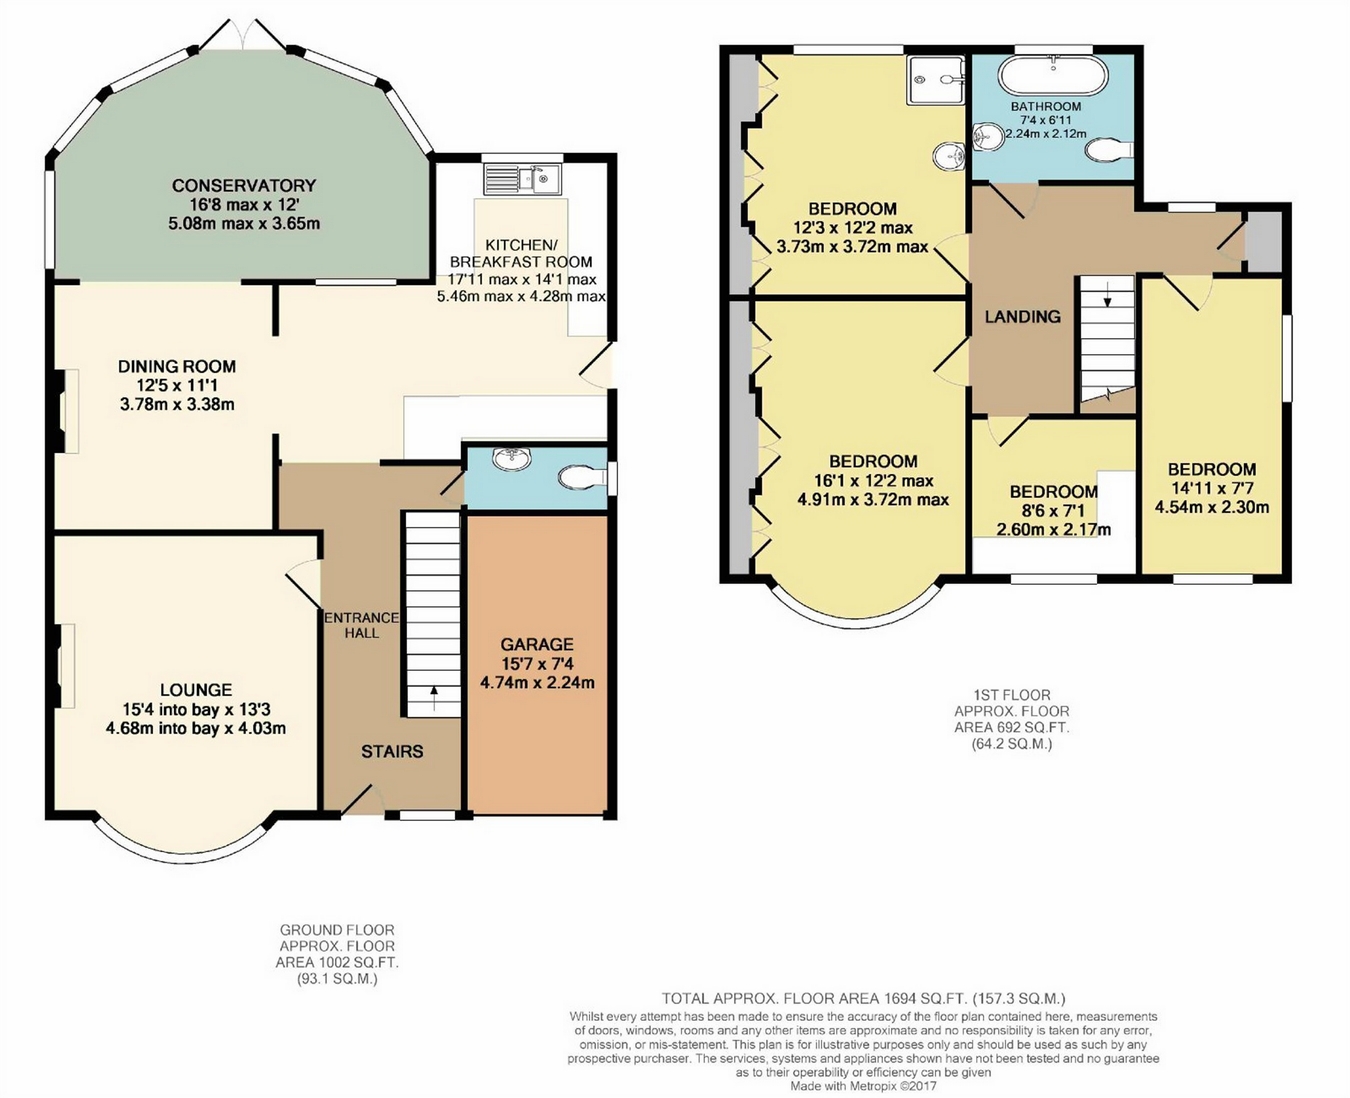 CONSERVATORY
16'8 max x 12'
5.08m max x 3.65m
KITCHEN/
BREAKFAST ROOM
17'11 max x 14'1 max
5.46m max x 4.28m max
DINING ROOM
12'5 x 11'1
3.78m x 3.38m
ENTRANCE
HALL
GARAGE
15'7 x 7'4
4.74m x 2.24m
LOUNGE
15'4 into bay x 13'3
4.68m into bay x 4.03m
STAIRS
GROUND FLOOR
APPROX. FLOOR
AREA 1002 SQ.FT.
(93.1 SQ.M.)
BATHROOM
7'4 x 6'11
2.24m x 2.12m
BEDROOM
12'3 x 12'2 max
3.73m x 3.72m max
LANDING
BEDROOM
16'1 x 12'2 max
4.91m x 3.72m max
BEDROOM
8'6 x 7'1
2.60m x 2.17m
BEDROOM
14'11 x 7'7
4.54m x 2.30m
1ST FLOOR
APPROX. FLOOR
AREA 692 SQ.FT.
(64.2 SQ.M.)
TOTAL APPROX. FLOOR AREA 1694 SQ.FT. (157.3 SQ.M.)
Whilst every attempt has been made to ensure the accuracy of the floor plan contained here, measurements
of doors, windows, rooms and any other items are approximate and no responsibility is taken for any error,
omission, or mis-statement. This plan is for illustrative purposes only and should be used as such by any
prospective purchaser. The services, systems and appliances shown have not been tested and no guarantee
as to their operability or efficiency can be given
Made with Metropix ©2017